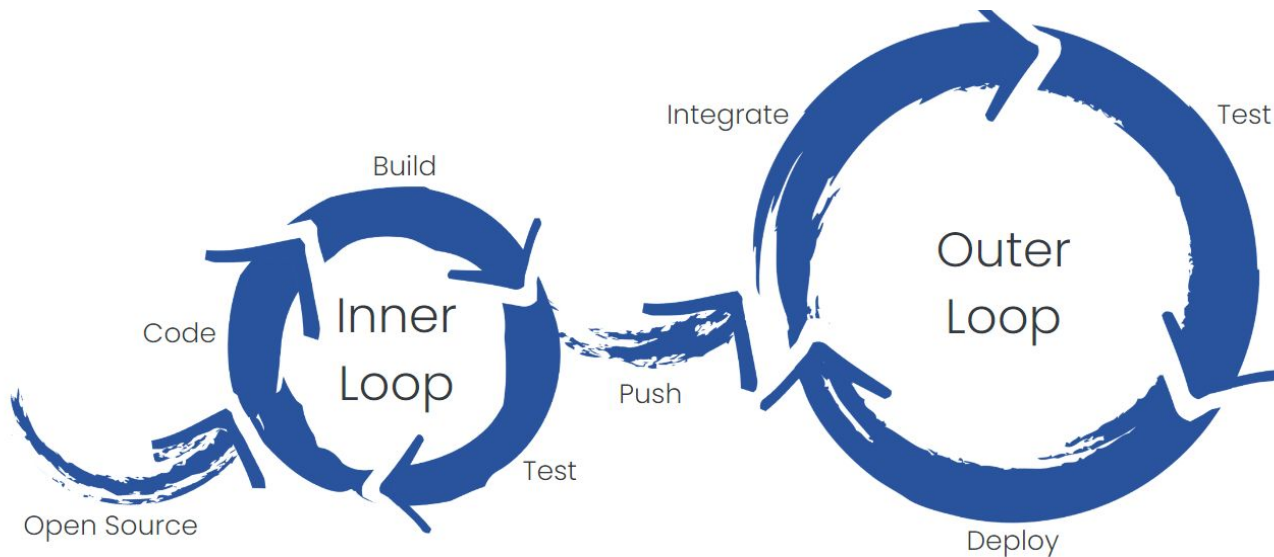 Integrate
Test
Build
Outer
Loop
Code
Inner
Loop
Push
Test
Open Source
Deploy